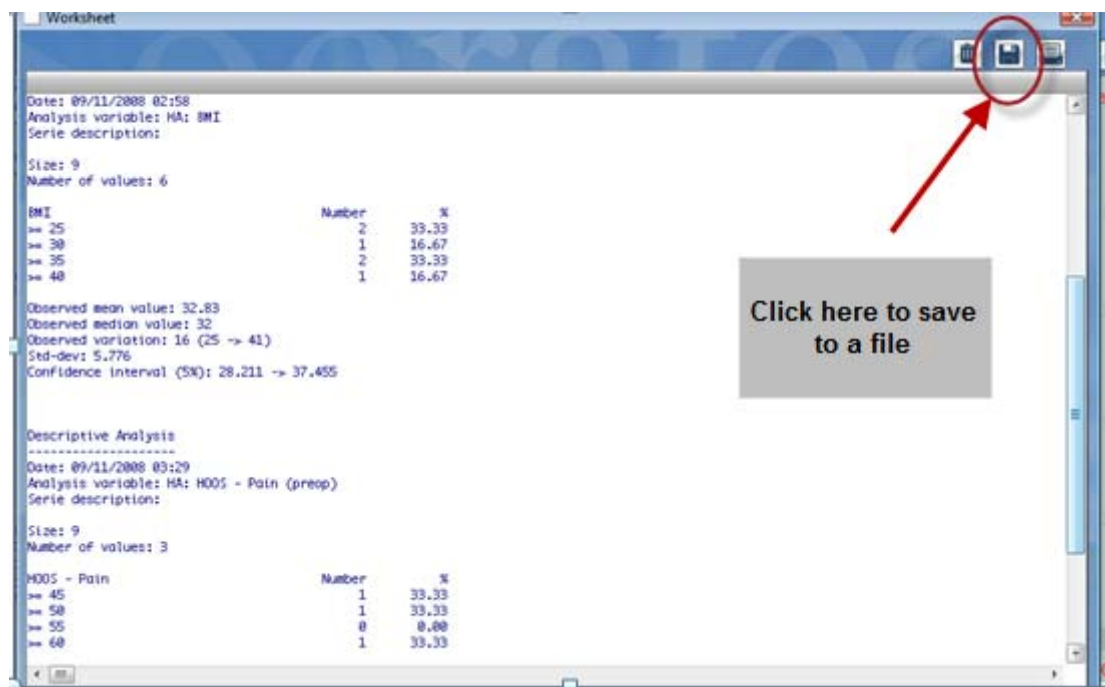 Worksheet
Date: 09/11/2008 02:58
Analysis variable: HA: BMI
Serie description:
Size: 9
Number of values: 6
BMI Number %
>= 25 2 33.33
>= 30 1 16.67
>= 35 2 33.33
>= 40 1 16.67
Observed mean value: 32.83
Observed median value: 32
Observed variation: 16 (25 -> 41)
Std-dev: 5.776
Confidence interval (5%): 28.211 -> 37.455
Click here to save
to a file
Descriptive Analysis
---------------------
Date: 09/11/2008 03:29
Analysis variable: HA: HOOS - Pain (preop)
Serie description:
Size: 9
Number of values: 3
HOOS - Pain Number %
>= 45 1 33.33
>= 50 1 33.33
>= 55 0 0.00
>= 60 1 33.33